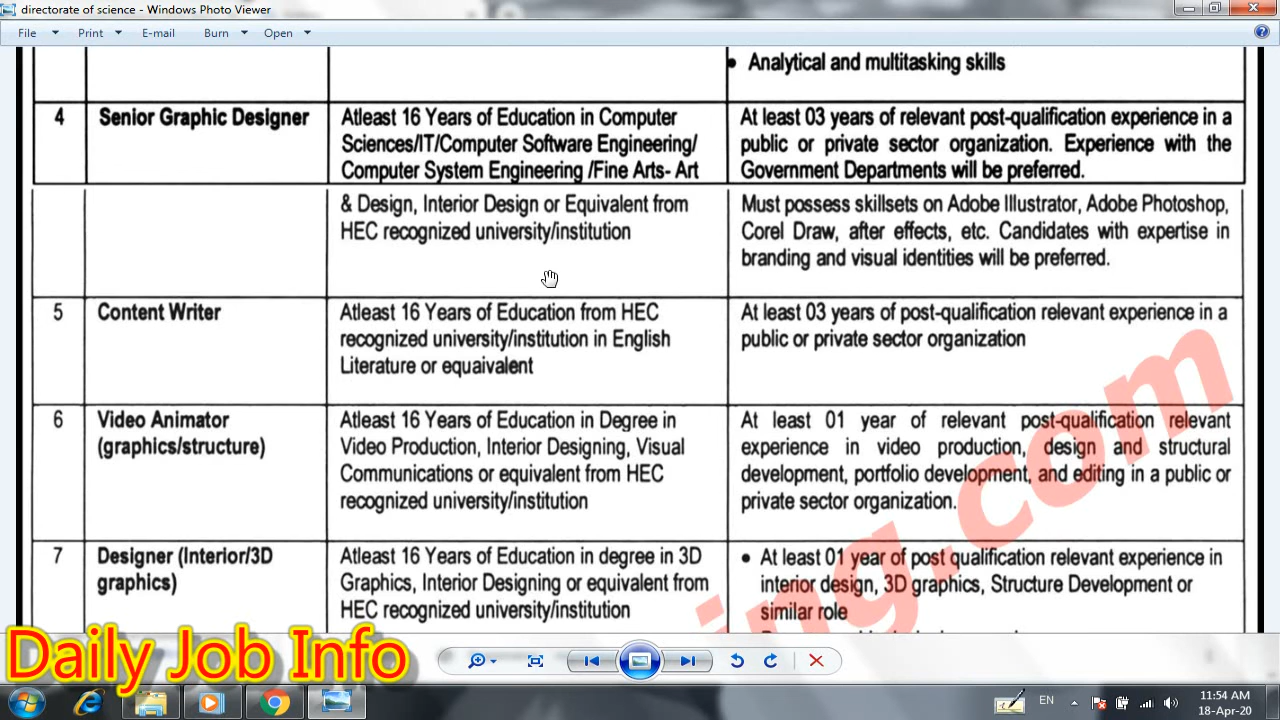 directorate of science - Windows Photo Viewer
File Print E-mail Burn Open
• Analytical and multitasking skills
4 Senior Graphic Designer
Atleast 16 Years of Education in Computer
Sciences/IT/Computer Software Engineering/
Computer System Engineering /Fine Arts- Art
& Design, Interior Design or Equivalent from
HEC recognized university/institution
At least 03 years of relevant post-qualification experience in a
public or private sector organization. Experience with the
Government Departments will be preferred.
Must possess skillsets on Adobe Illustrator, Adobe Photoshop,
Corel Draw, after effects, etc. Candidates with expertise in
branding and visual identities will be preferred.
5 Content Writer
Atleast 16 Years of Education from HEC
recognized university/institution in English
Literature or equaivalent
At least 03 years of post-qualification relevant experience in a
public or private sector organization
6 Video Animator
(graphics/structure)
Atleast 16 Years of Education in Degree in
Video Production, Interior Designing, Visual
Communications or equivalent from HEC
recognized university/institution
At least 01 year of relevant post-qualification relevant
experience in video production, design and structural
development, portfolio development, and editing in a public or
private sector organization.
7 Designer (Interior/3D
graphics)
Atleast 16 Years of Education in degree in 3D
Graphics, Interior Designing or equivalent from
HEC recognized university/institution
• At least 01 year of post qualification relevant experience in
interior design, 3D graphics, Structure Development or
similar role
ing.com
Daily Job Info
EN
11:54 AM
18-Apr-20